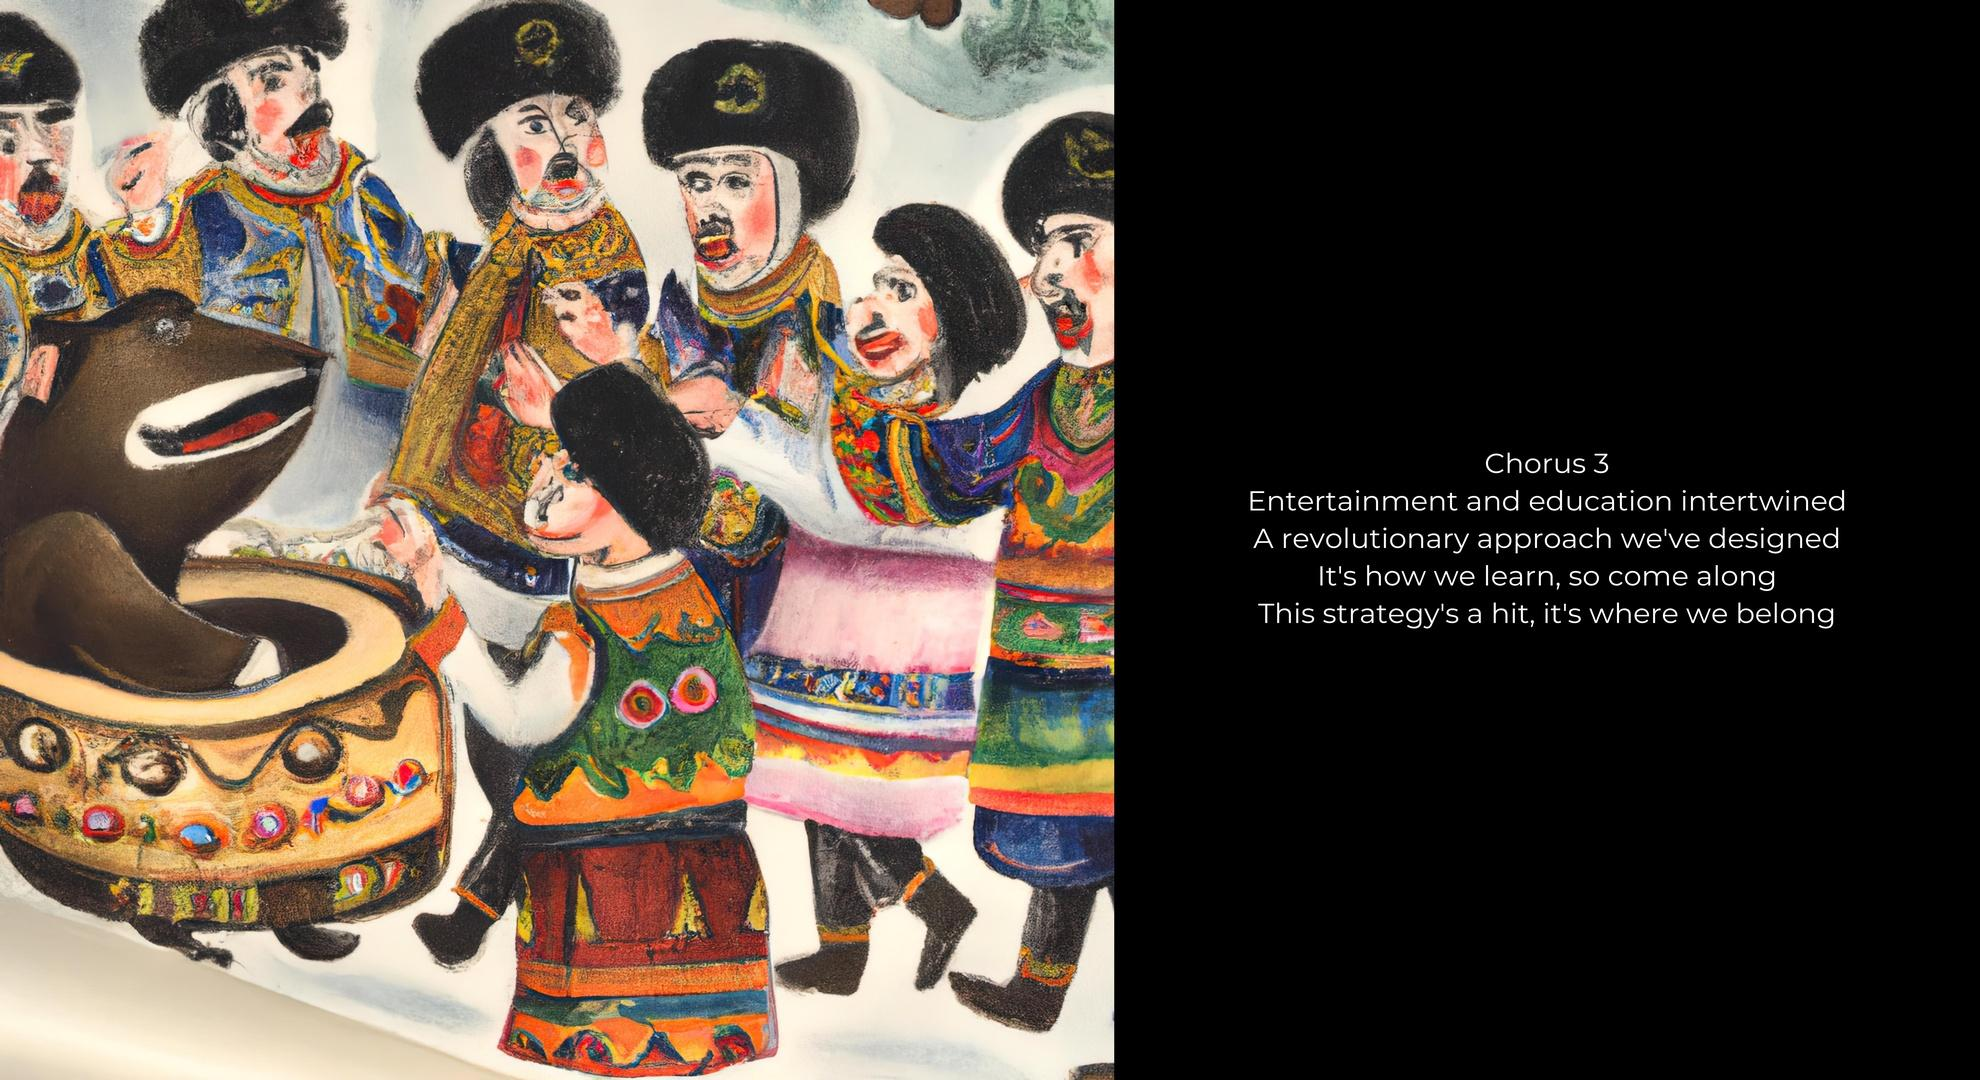 Chorus 3
Entertainment and education intertwined
A revolutionary approach we've designed
It's how we learn, so come along
This strategy's a hit, it's where we belong